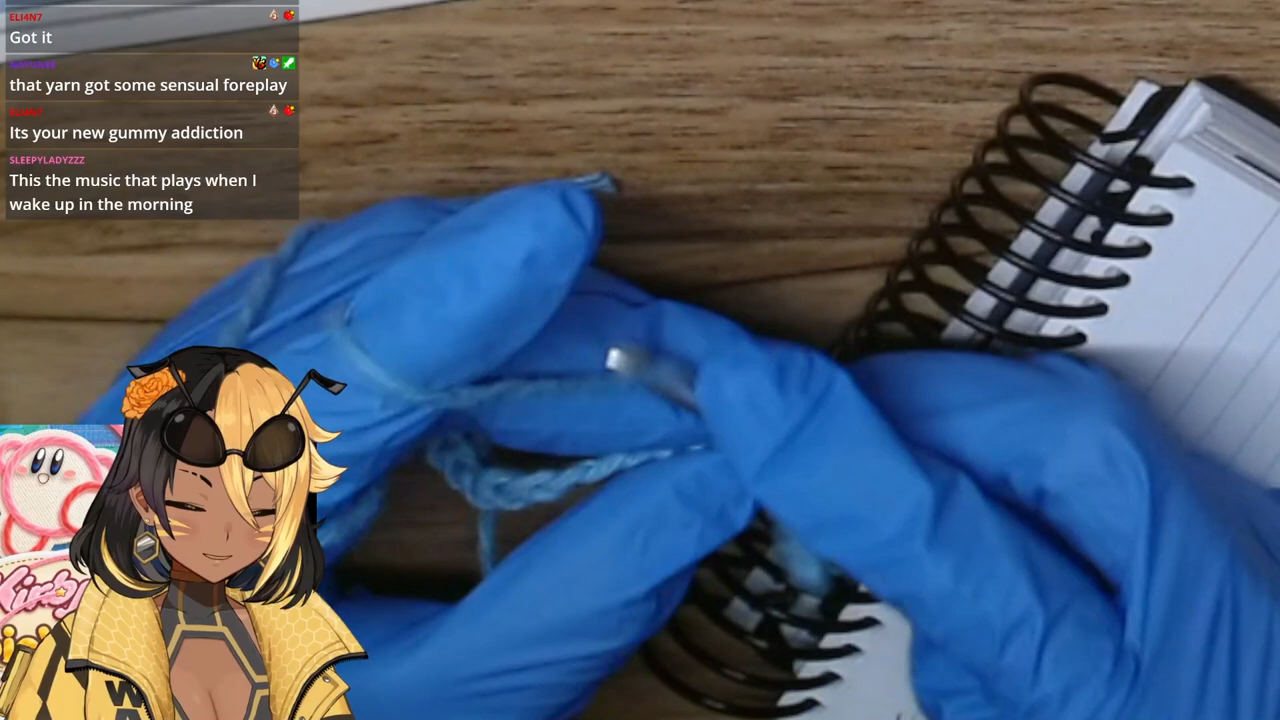 ELI4N7
Got it
that yarn got some sensual foreplay
Its your new gummy addiction
SLEEPYLADYZZZ
This the music that plays when I
wake up in the morning